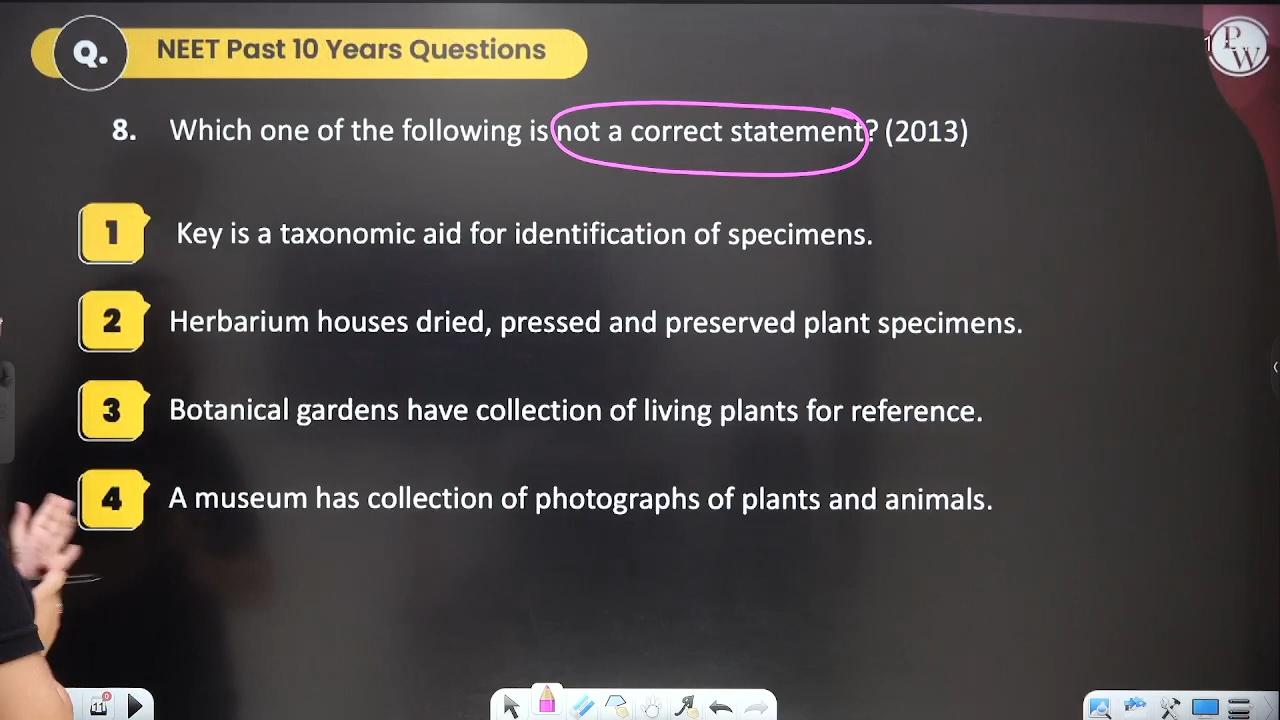 Q.
NEET Past 10 Years Questions
PW
8. Which one of the following is not a correct statement? (2013)
1 Key is a taxonomic aid for identification of specimens.
2 Herbarium houses dried, pressed and preserved plant specimens.
3 Botanical gardens have collection of living plants for reference.
4 A museum has collection of photographs of plants and animals.